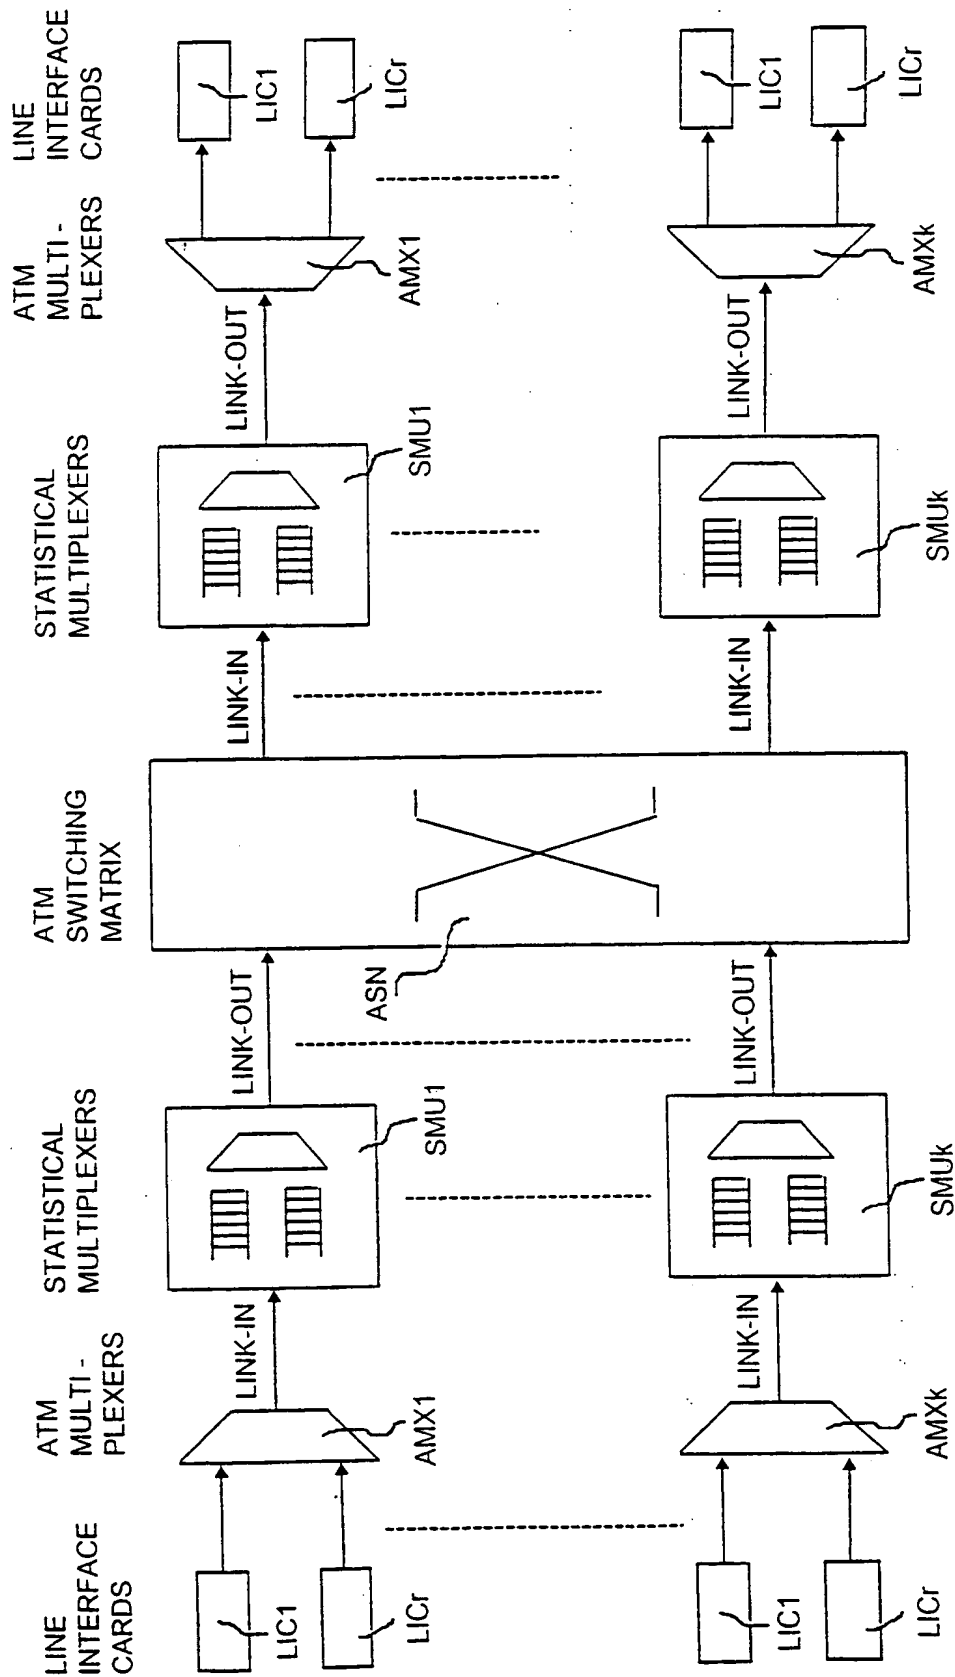 LINE
INTERFACE
CARDS
ATM
MULTI -
PLEXERS
STATISTICAL
MULTIPLEXERS
ATM
SWITCHING
MATRIX
STATISTICAL
MULTIPLEXERS
ATM
MULTI -
PLEXERS
LINE
INTERFACE
CARDS
LIC1
LICr
AMX1
LINK-IN
SMU1
LINK-OUT
ASN
LINK-IN
SMU1
LINK-OUT
AMX1
LIC1
LICr
LIC1
LICr
AMXk
LINK-IN
SMUk
LINK-OUT
LINK-IN
SMUk
LINK-OUT
AMXk
LIC1
LICr